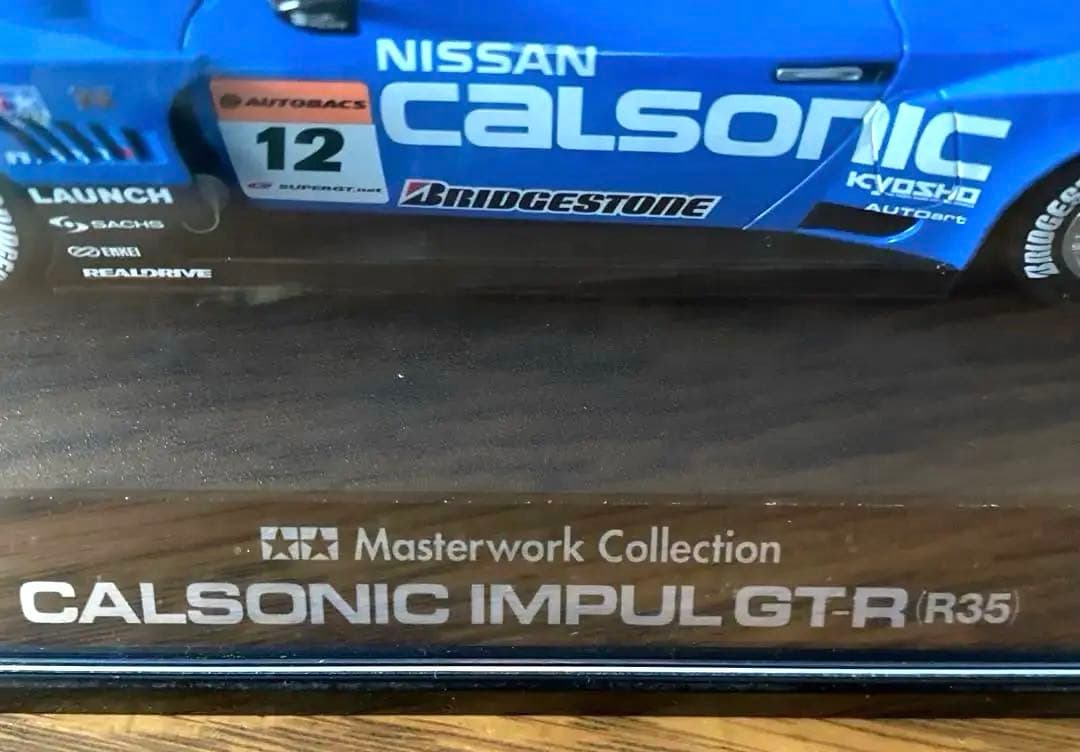 NISSAN
CALSONIC
AUTOBACS
12
SUPERGT.net
BRIDGESTONE
KYOSHO
AUTOart
LAUNCH
SACHS
ENKEI
REALDRIVE
BRIDGES
Masterwork Collection
CALSONIC IMPUL GT-R (R35)